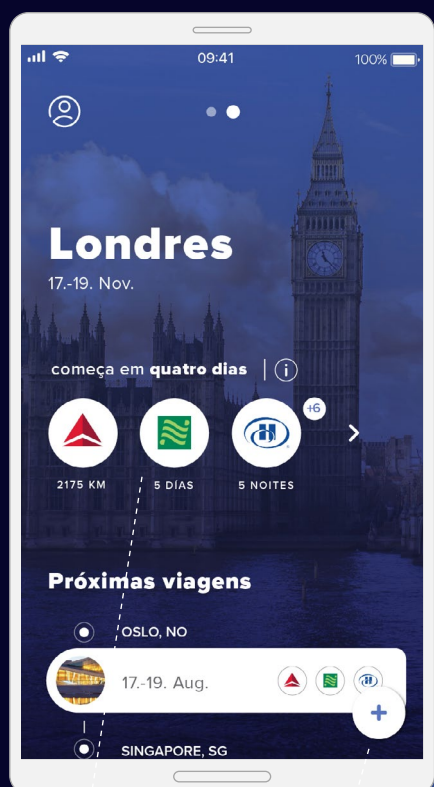 09:41
100%
Londres
17.-19. Nov.
começa em quatro dias
+6
2175 KM
5 DÍAS
5 NOITES
Próximas viagens
OSLO, NO
17.-19. Aug.
SINGAPORE, SG